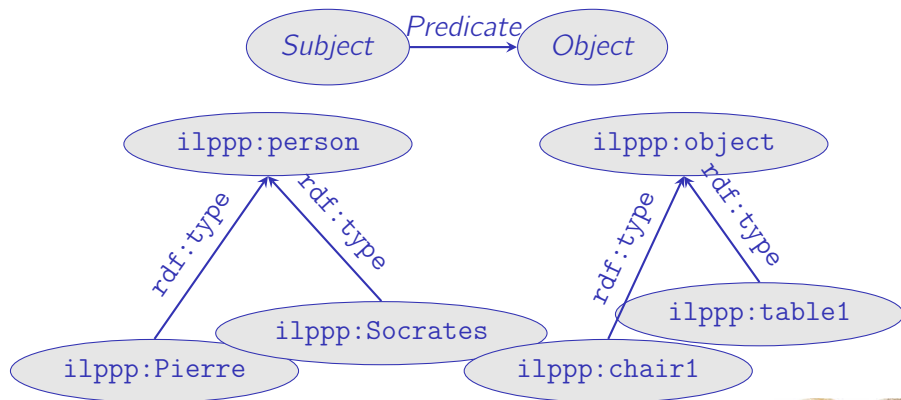 Subject Predicate Object
ilppp:person ilppp:object
rdf:type rdf:type rdf:type rdf:type
ilppp:Socrates ilppp:table1
ilppp:Pierre ilppp:chair1